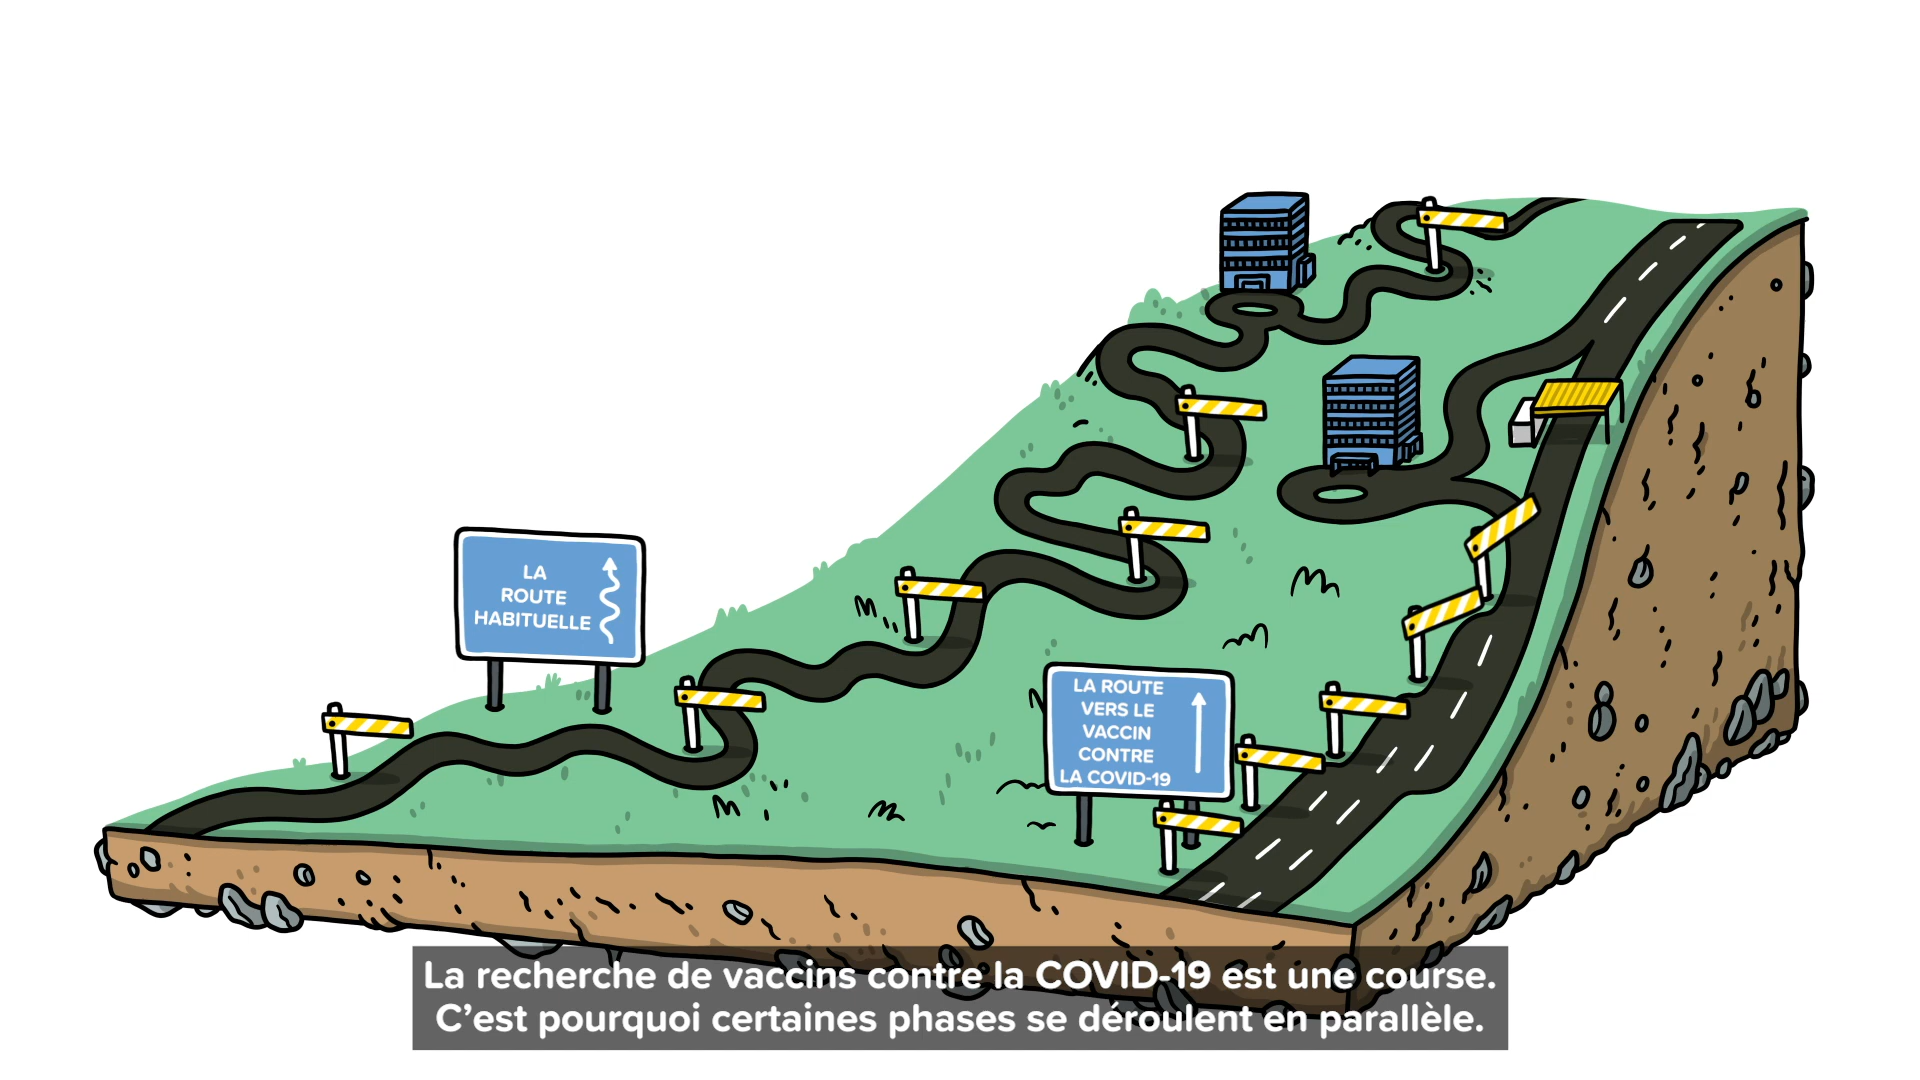 LA
ROUTE
HABITUELLE
LA ROUTE
VERS LE
VACCIN
CONTRE
LA COVID-19
La recherche de vaccins contre la COVID-19 est une course.
C’est pourquoi certaines phases se déroulent en parallèle.